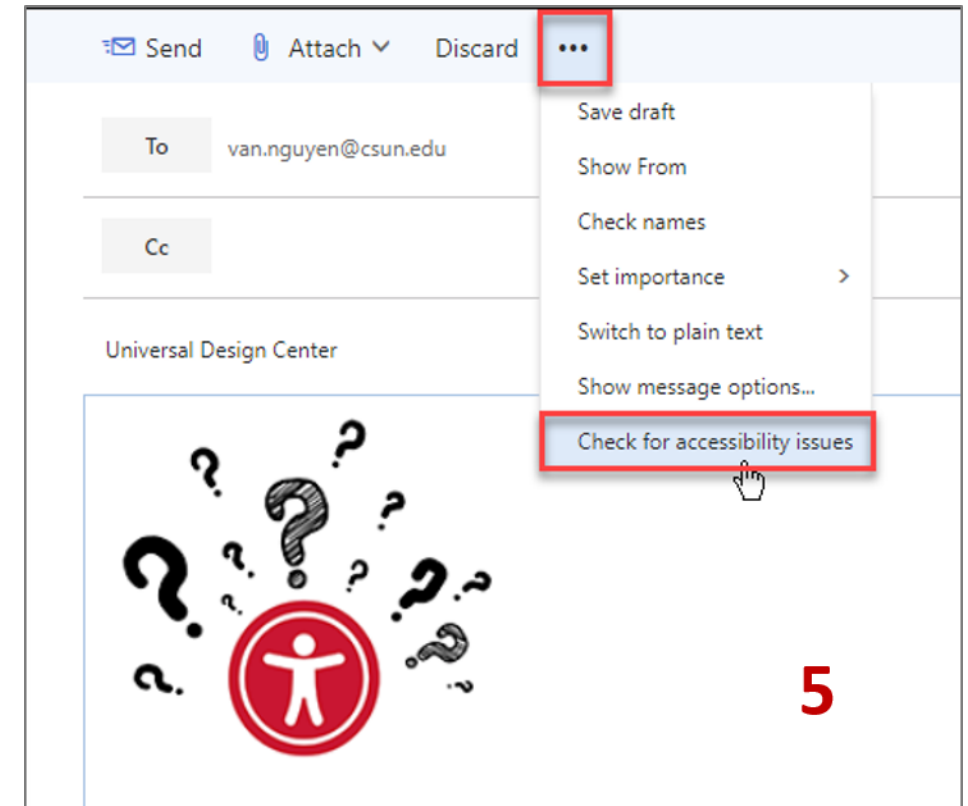 Send Attach Discard •••
Save draft
To van.nguyen@csun.edu
Show From
Check names
Cc
Set importance >
Switch to plain text
Universal Design Center
Show message options...
Check for accessibility issues
? ? ? ? ? ? ? ? ? ? ? ? ?
5